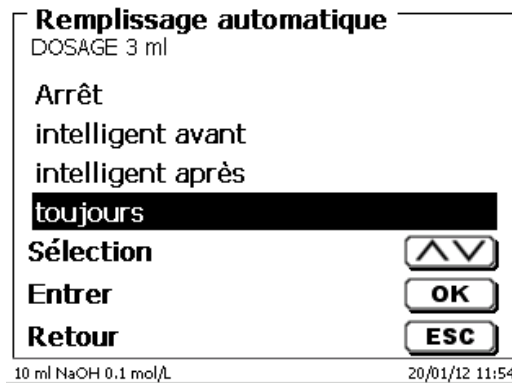 Remplissage automatique
DOSAGE 3 ml
Arrêt
intelligent avant
intelligent après
toujours
Sélection
Entrer OK
Retour ESC
10 ml NaOH 0.1 mol/L 20/01/12 11:54